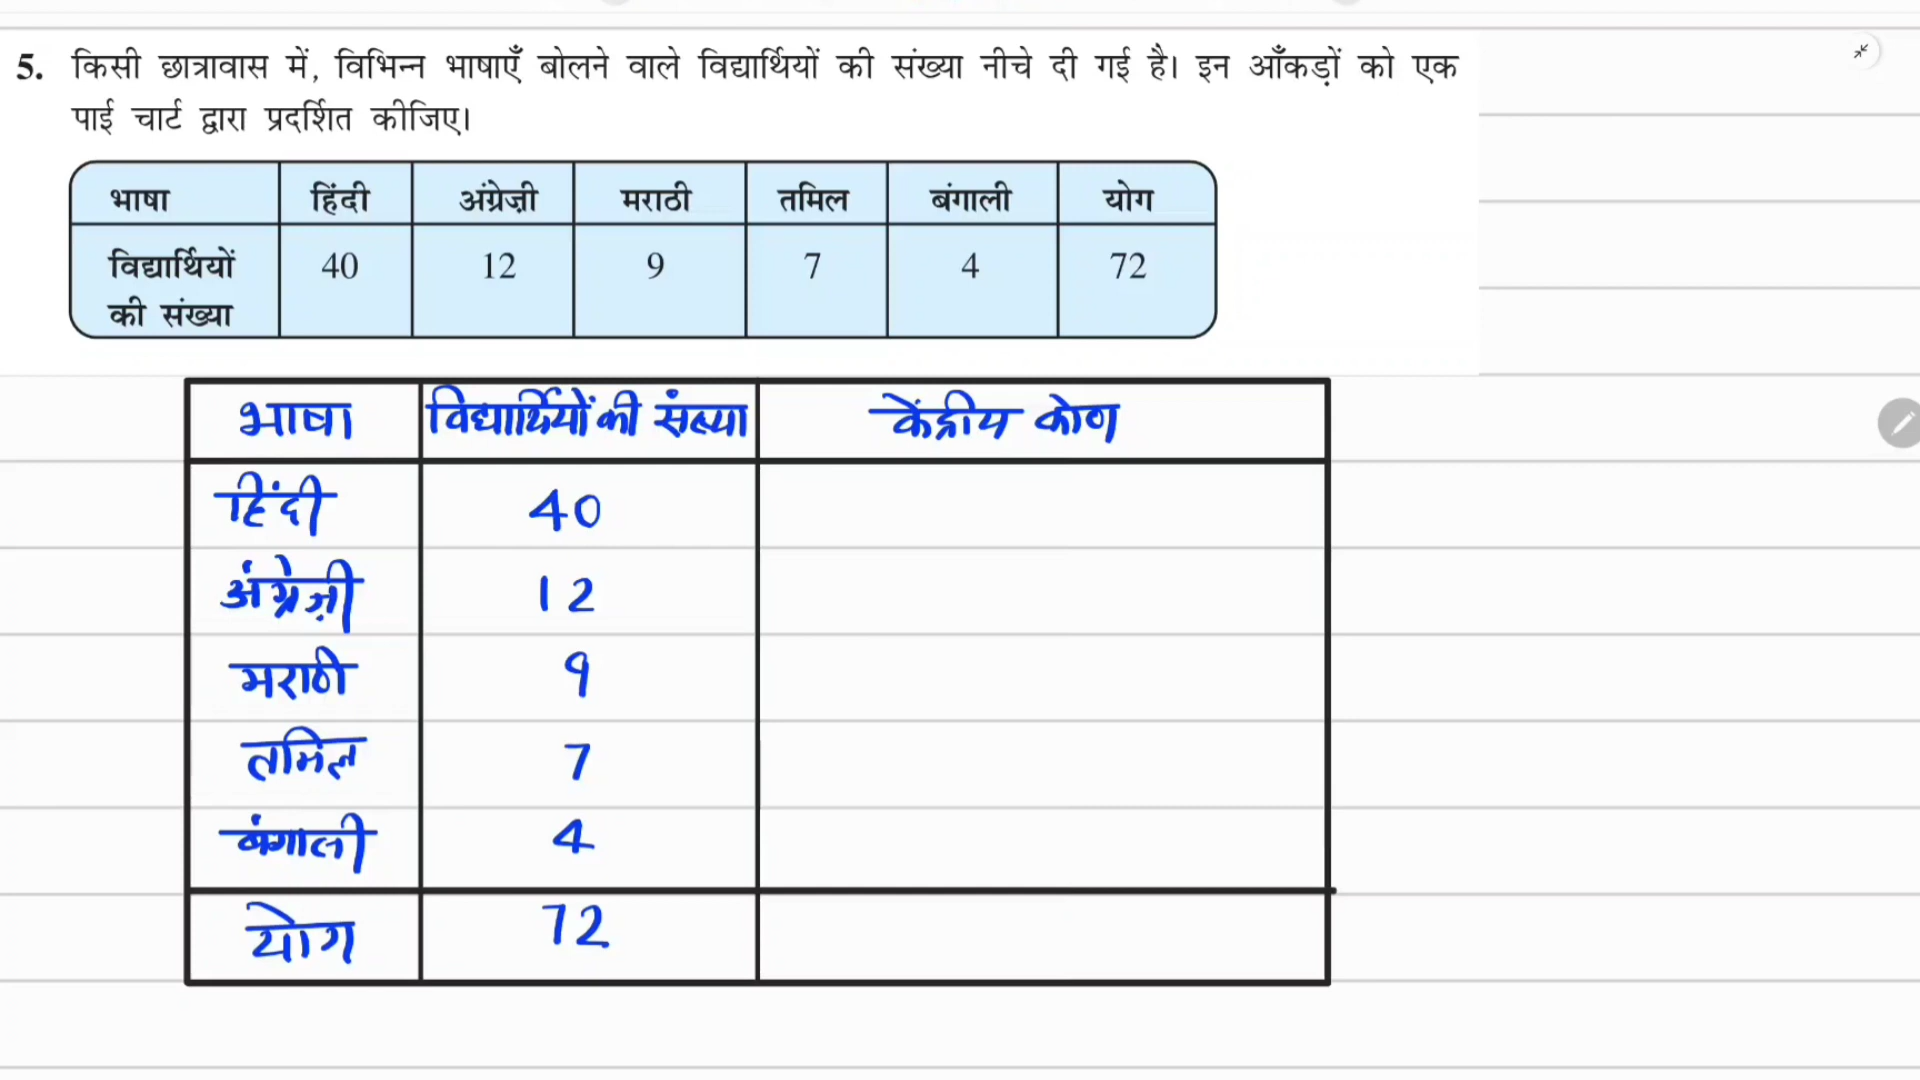 5. किसी छात्रावास में, विभिन्न भाषाएँ बोलने वाले विद्यार्थियों की संख्या नीचे दी गई है। इन आँकड़ों को एक
पाई चार्ट द्वारा प्रदर्शित कीजिए।
भाषा हिंदी अंग्रेज़ी मराठी तमिल बंगाली योग
विद्यार्थियों 40 12 9 7 4 72
की संख्या
भाषा विद्यार्थियों की संख्या केंद्रीय कोण
हिंदी 40
अंग्रेज़ी 12
मराठी 9
तमिल 7
बंगाली 4
योग 72